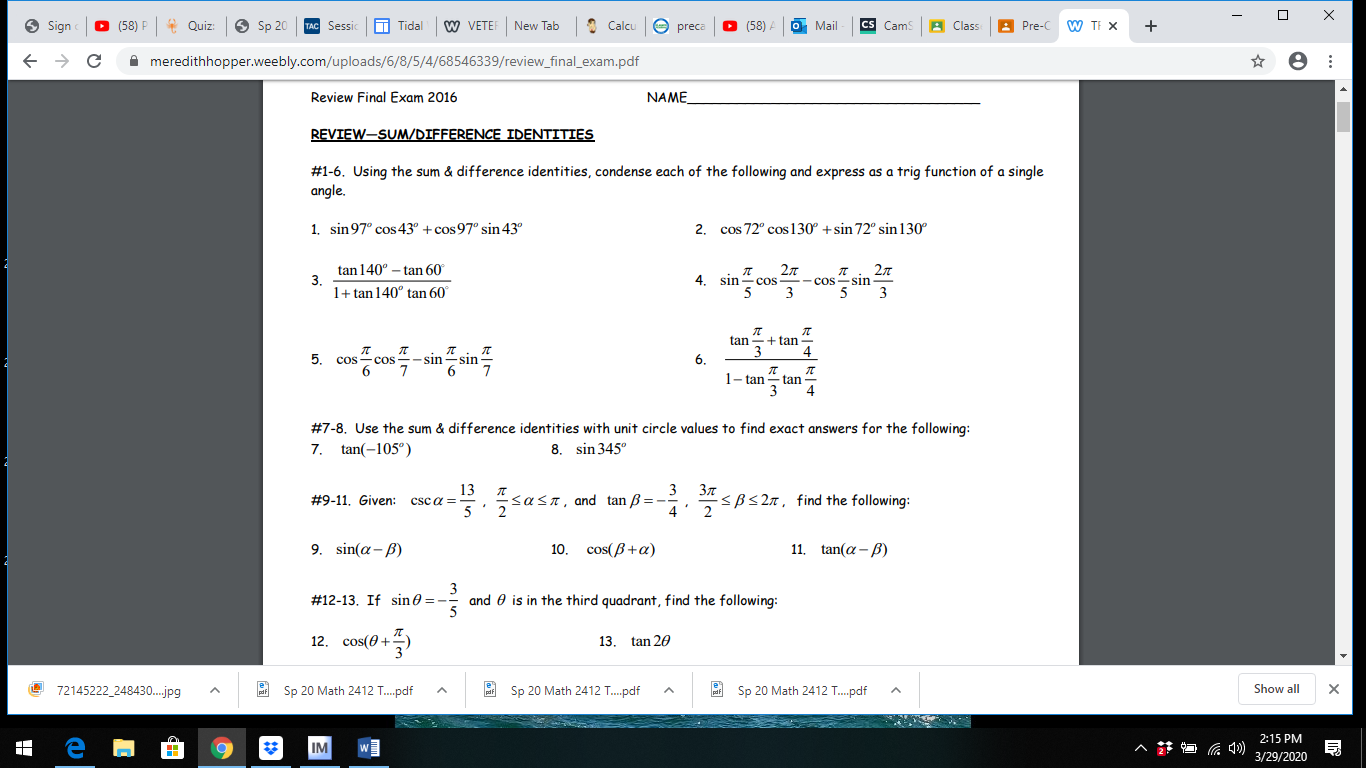 Sign (58) P Quiz: Sp 20 TAC Sessic Tidal VETEF New Tab Calcu preca (58) A Mail - CS CamS Class Pre-C TF
meredithhopper.weebly.com/uploads/6/8/5/4/68546339/review_final_exam.pdf
Review Final Exam 2016 NAME____________________________________
REVIEW—SUM/DIFFERENCE IDENTITIES
#1-6. Using the sum & difference identities, condense each of the following and express as a trig function of a single
angle.
1. sin 97° cos 43° + cos 97° sin 43° 2. cos 72° cos 130° + sin 72° sin 130°
3. (tan 140° − tan 60°)/(1 + tan 140° tan 60°) 4. sin π/5 cos 2π/3 − cos π/5 sin 2π/3
5. cos π/6 cos π/7 − sin π/6 sin π/7 6. (tan π/3 + tan π/4)/(1 − tan π/3 tan π/4)
#7-8. Use the sum & difference identities with unit circle values to find exact answers for the following:
7. tan(−105°) 8. sin 345°
#9-11. Given: csc α = 13/5 , π/2 ≤ α ≤ π, and tan β = −3/4 , 3π/2 ≤ β ≤ 2π, find the following:
9. sin(α − β) 10. cos(β + α) 11. tan(α − β)
#12-13. If sin θ = −3/5 and θ is in the third quadrant, find the following:
12. cos(θ + π/3) 13. tan 2θ
72145222_248430....jpg Sp 20 Math 2412 T....pdf Sp 20 Math 2412 T....pdf Sp 20 Math 2412 T....pdf Show all
IM 2 2:15 PM
3/29/2020